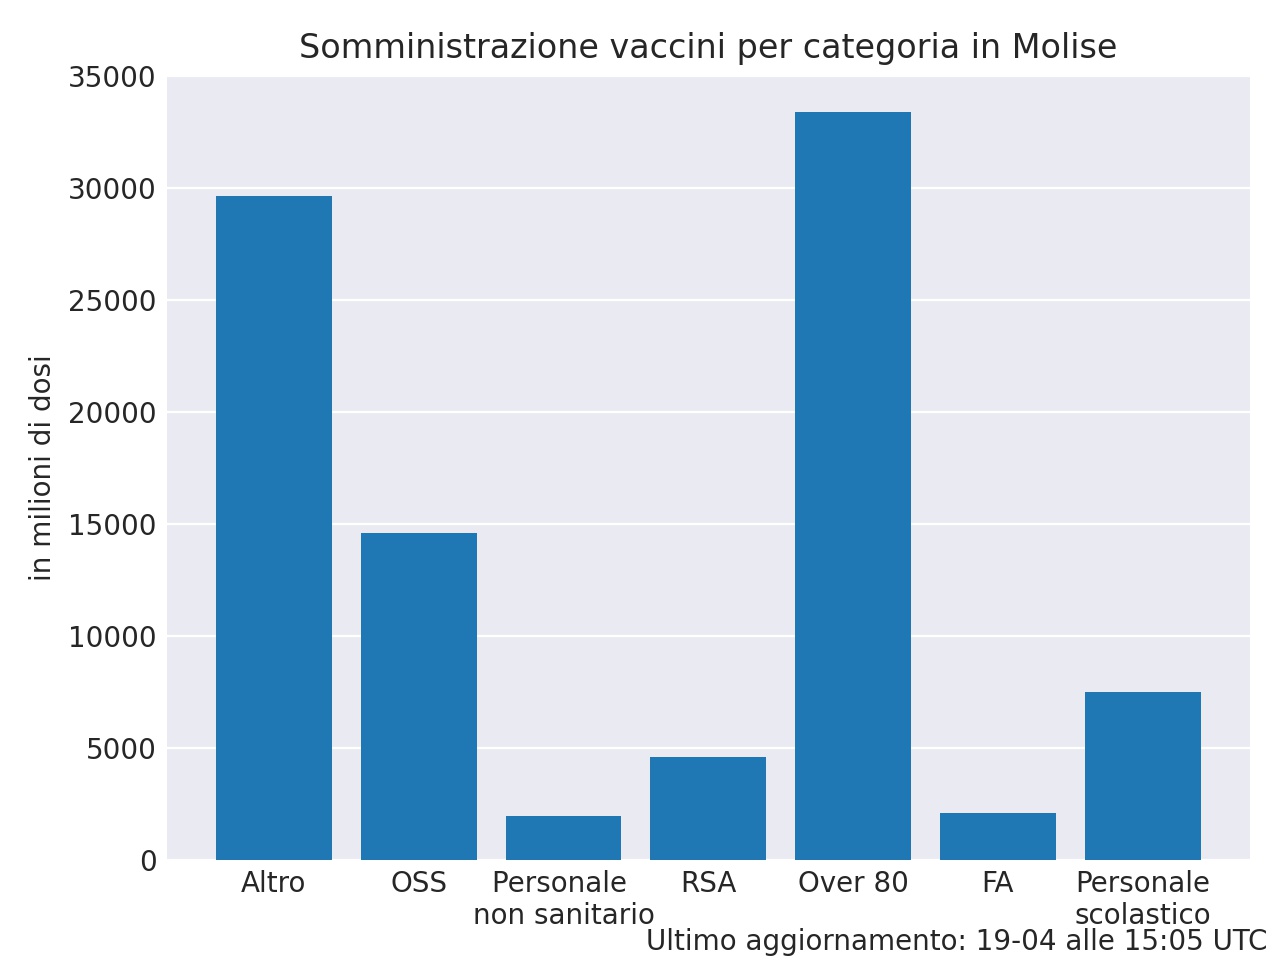 Somministrazione vaccini per categoria in Molise
35000
30000
25000
20000
15000
10000
5000
0
in milioni di dosi
Altro
OSS
Personale
non sanitario
RSA
Over 80
FA
Personale
scolastico
Ultimo aggiornamento: 19-04 alle 15:05 UTC